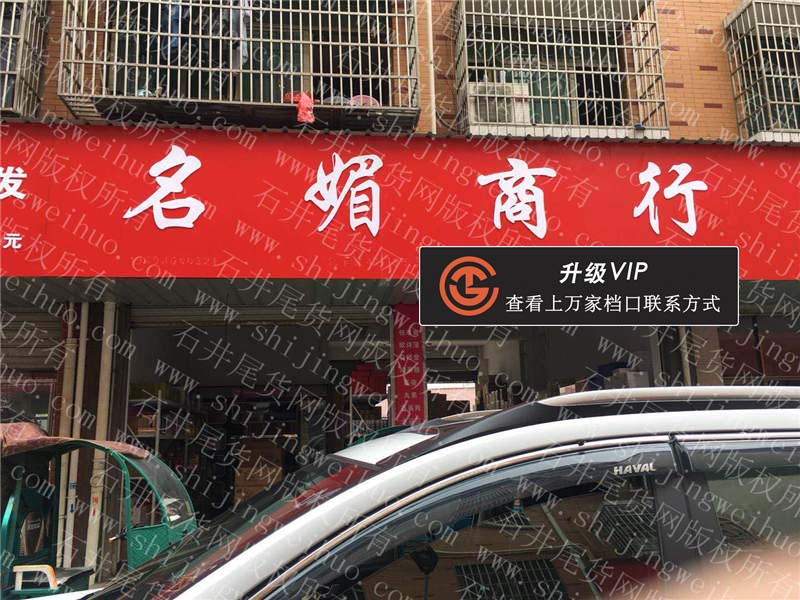 发
元
名媚商行
升级VIP
查看上万家档口联系方式
HAVAL
石井尾货网版权所有
www.shijingweihuo.com